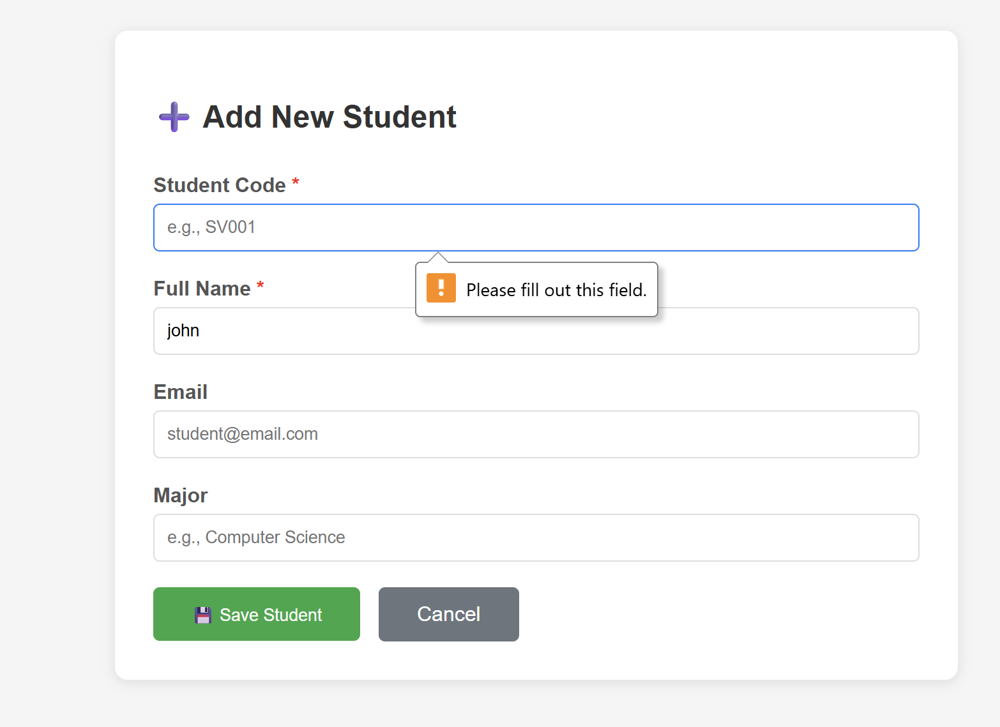 Add New Student
Student Code *
e.g., SV001
Please fill out this field.
Full Name *
john
Email
student@email.com
Major
e.g., Computer Science
Save Student
Cancel